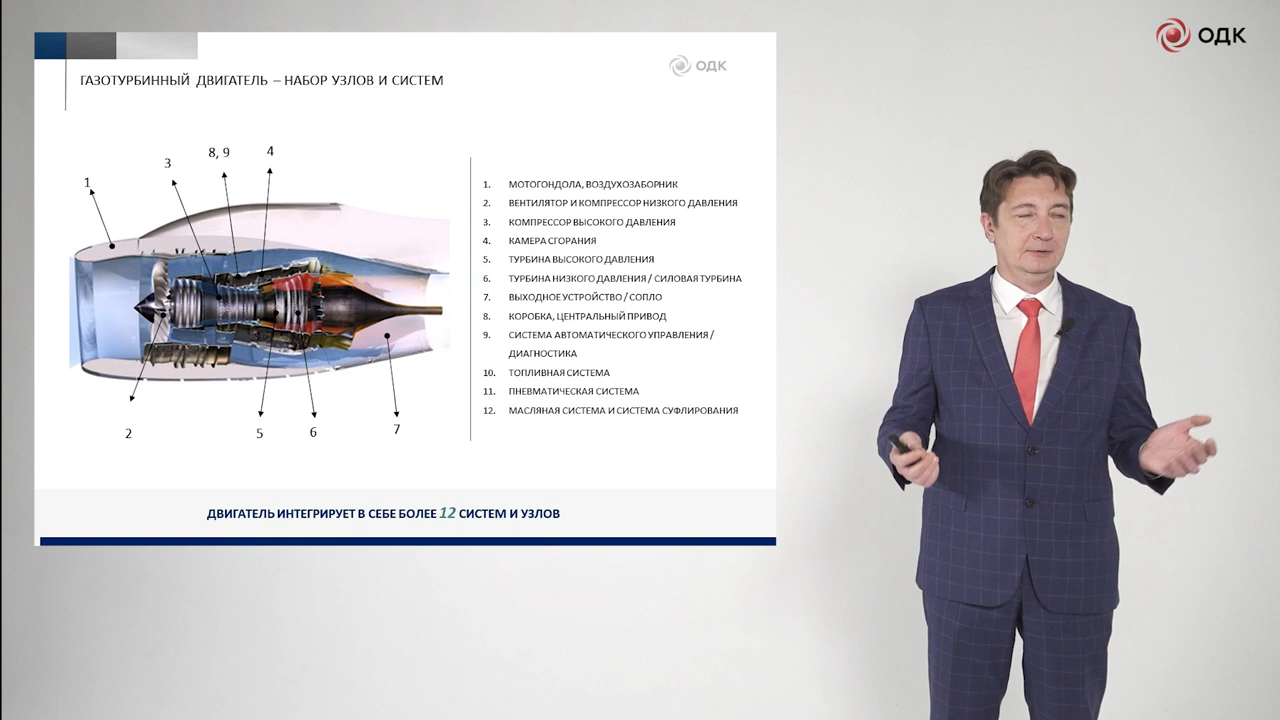 ОДК
ОДК
ГАЗОТУРБИННЫЙ ДВИГАТЕЛЬ – НАБОР УЗЛОВ И СИСТЕМ
8, 9
4
3
1
2
5
6
7
1. МОТОГОНДОЛА, ВОЗДУХОЗАБОРНИК
2. ВЕНТИЛЯТОР И КОМПРЕССОР НИЗКОГО ДАВЛЕНИЯ
3. КОМПРЕССОР ВЫСОКОГО ДАВЛЕНИЯ
4. КАМЕРА СГОРАНИЯ
5. ТУРБИНА ВЫСОКОГО ДАВЛЕНИЯ
6. ТУРБИНА НИЗКОГО ДАВЛЕНИЯ / СИЛОВАЯ ТУРБИНА
7. ВЫХОДНОЕ УСТРОЙСТВО / СОПЛО
8. КОРОБКА, ЦЕНТРАЛЬНЫЙ ПРИВОД
9. СИСТЕМА АВТОМАТИЧЕСКОГО УПРАВЛЕНИЯ /
ДИАГНОСТИКА
10. ТОПЛИВНАЯ СИСТЕМА
11. ПНЕВМАТИЧЕСКАЯ СИСТЕМА
12. МАСЛЯНАЯ СИСТЕМА И СИСТЕМА СУФЛИРОВАНИЯ
ДВИГАТЕЛЬ ИНТЕГРИРУЕТ В СЕБЕ БОЛЕЕ 12 СИСТЕМ И УЗЛОВ